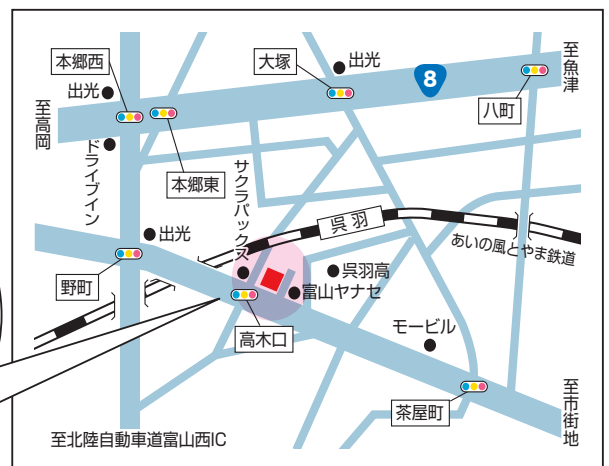 本郷西
大塚
出光
至魚津
出光
8
至高岡
八町
ドライブイン
本郷東
サクラパックス
出光
呉羽
あいの風とやま鉄道
野町
呉羽高
富山ヤナセ
高木口
モービル
茶屋町
至市街地
至北陸自動車道富山西IC